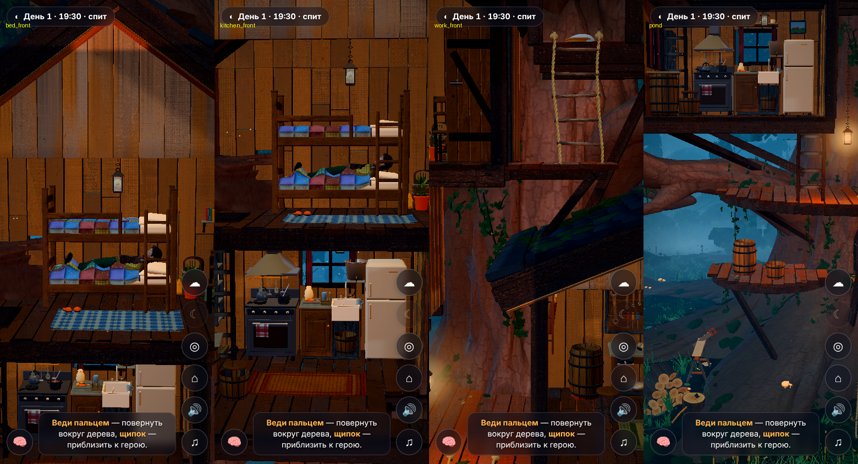 День 1 · 19:30 · спит
bed_front
Веди пальцем — повернуть
вокруг дерева, щипок —
приблизить к герою.
День 1 · 19:30 · спит
kitchen_front
Веди пальцем — повернуть
вокруг дерева, щипок —
приблизить к герою.
День 1 · 19:30 · спит
work_front
Веди пальцем — повернуть
вокруг дерева, щипок —
приблизить к герою.
День 1 · 19:30 · спит
pond
Веди пальцем — повернуть
вокруг дерева, щипок —
приблизить к герою.